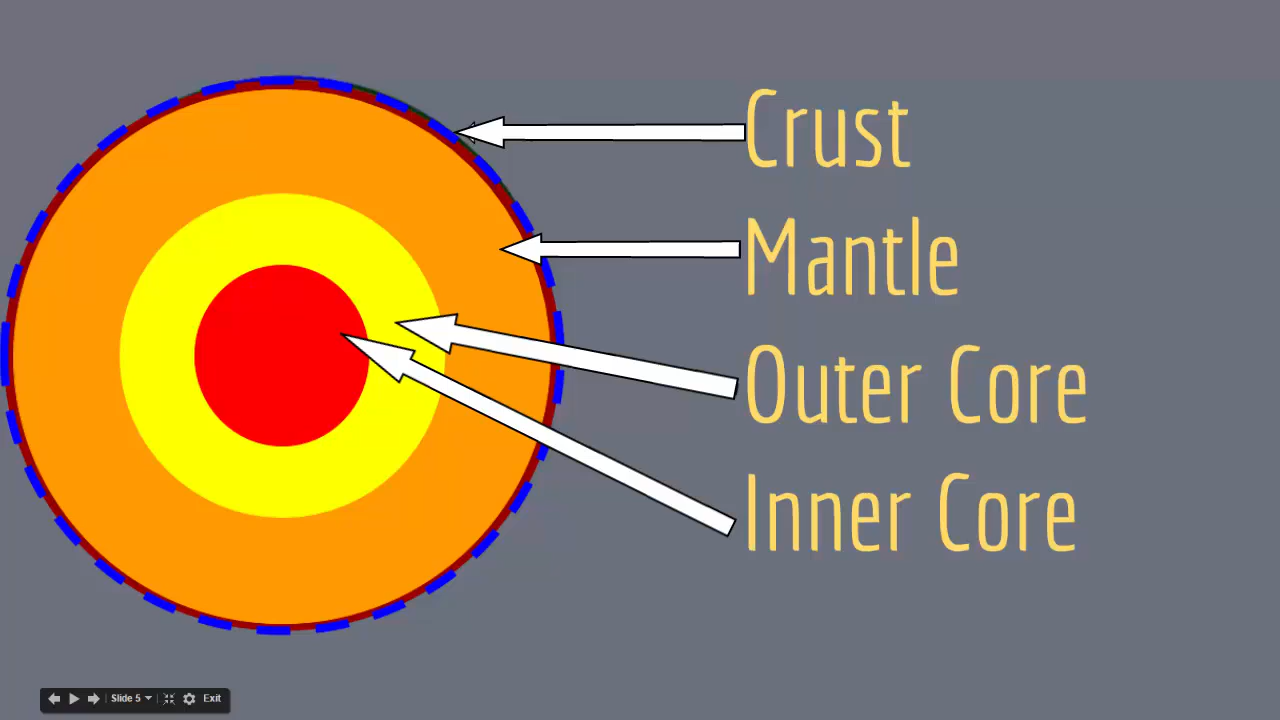 Crust
Mantle
Outer Core
Inner Core
Slide 5
Exit